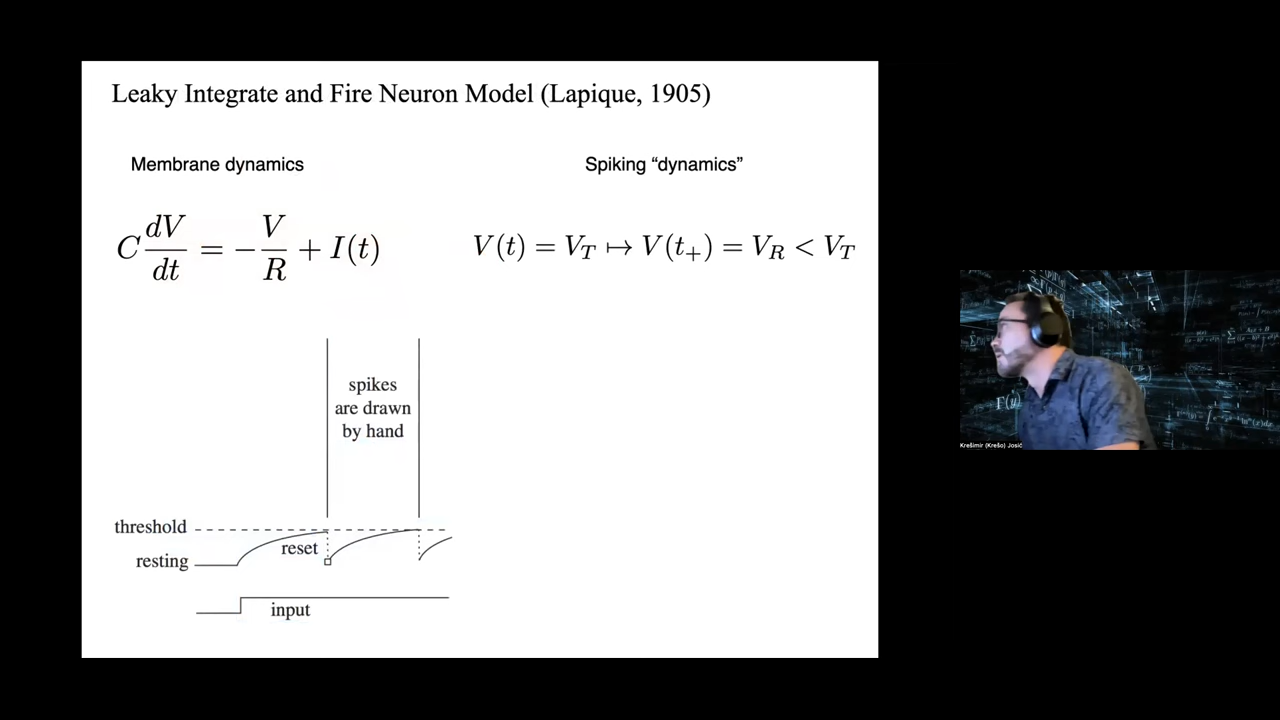 Leaky Integrate and Fire Neuron Model (Lapique, 1905)
Membrane dynamics
Spiking “dynamics”
C dV/dt = − V/R + I(t)
V(t) = V_T ↦ V(t_+) = V_R < V_T
spikes
are drawn
by hand
threshold
reset
resting
input
Krešimir (Krešo) Josić